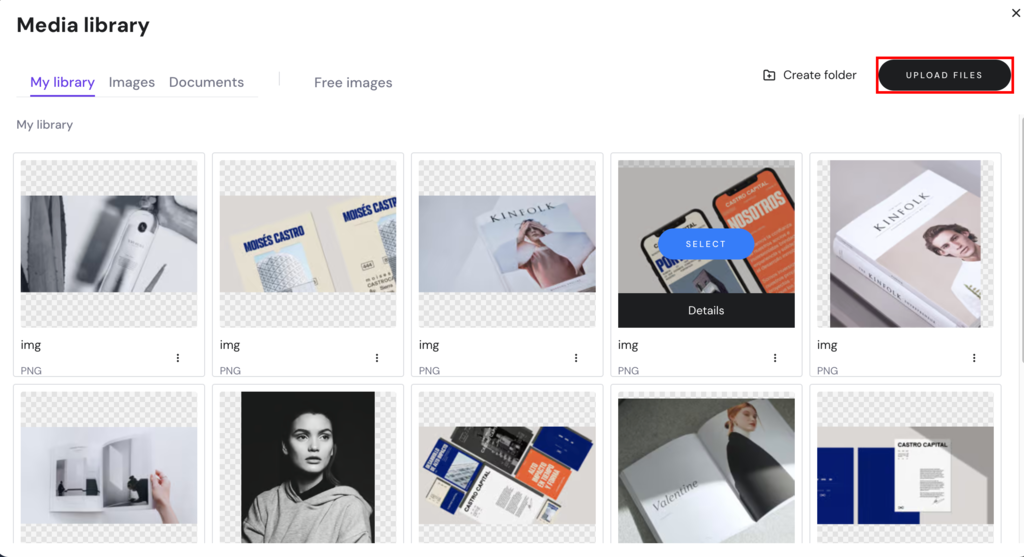 Media library
My library
Images
Documents
Free images
Create folder
UPLOAD FILES
My library
MOISÉS CASTRO
MOISÉS CAST
KINFOLK
CASTRO CAPITAL
NOSOTROS
SELECT
Details
KINFOLK
KINFOLK
img
PNG
img
PNG
img
PNG
img
PNG
img
PNG
CASTRO CAPITAL
Valentine
CASTRO CAPITAL